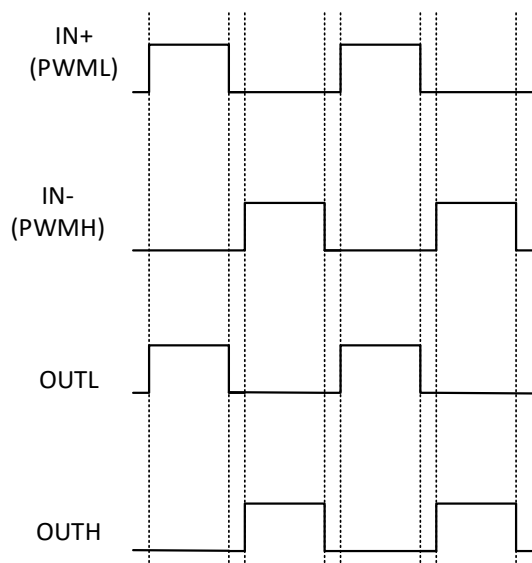 IN+
(PWML)
IN-
(PWMH)
OUTL
OUTH